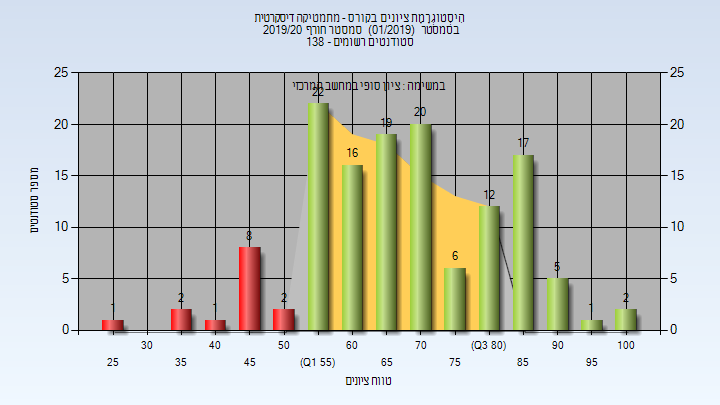 היסטוגרמת ציונים בקורס - מתמטיקה דיסקרטית
בסמסטר (01/2019) סמסטר חורף 2019/20
סטודנטים רשומים - 138
במשימה : ציון סופי במחשב המרכזי
מספר סטודנטים
25 25
20 20
15 15
10 10
5 5
0 0
1 2 1 8 2 22 16 19 20 6 12 17 5 1 2
30 40 50 60 70 (Q3 80) 90 100
25 35 45 (Q1 55) 65 75 85 95
טווח ציונים